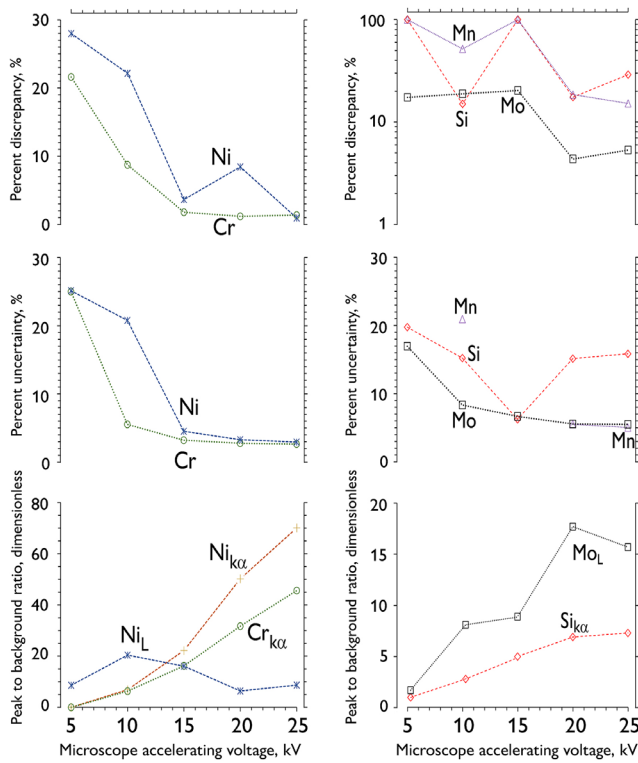 Percent discrepancy, %
30
20
10
0
Ni
Cr
Percent discrepancy, %
100
10
1
Mn
Si
Mo
Percent uncertainty, %
30
20
10
0
Ni
Cr
Percent uncertainty, %
30
20
10
0
Mn
Si
Mo
Mn
Peak to background ratio, dimensionless
80
60
40
20
0
Ni kα
Ni L
Cr kα
5 10 15 20 25
Microscope accelerating voltage, kV
Peak to background ratio, dimensionless
20
15
10
5
0
Mo L
Si kα
5 10 15 20 25
Microscope accelerating voltage, kV